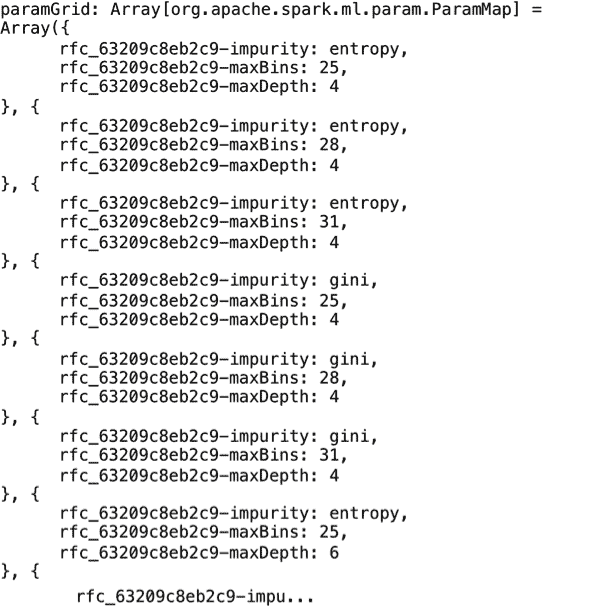 paramGrid: Array[org.apache.spark.ml.param.ParamMap] =
Array({
rfc_63209c8eb2c9-impurity: entropy,
rfc_63209c8eb2c9-maxBins: 25,
rfc_63209c8eb2c9-maxDepth: 4
}, {
rfc_63209c8eb2c9-impurity: entropy,
rfc_63209c8eb2c9-maxBins: 28,
rfc_63209c8eb2c9-maxDepth: 4
}, {
rfc_63209c8eb2c9-impurity: entropy,
rfc_63209c8eb2c9-maxBins: 31,
rfc_63209c8eb2c9-maxDepth: 4
}, {
rfc_63209c8eb2c9-impurity: gini,
rfc_63209c8eb2c9-maxBins: 25,
rfc_63209c8eb2c9-maxDepth: 4
}, {
rfc_63209c8eb2c9-impurity: gini,
rfc_63209c8eb2c9-maxBins: 28,
rfc_63209c8eb2c9-maxDepth: 4
}, {
rfc_63209c8eb2c9-impurity: gini,
rfc_63209c8eb2c9-maxBins: 31,
rfc_63209c8eb2c9-maxDepth: 4
}, {
rfc_63209c8eb2c9-impurity: entropy,
rfc_63209c8eb2c9-maxBins: 25,
rfc_63209c8eb2c9-maxDepth: 6
}, {
rfc_63209c8eb2c9-impu...